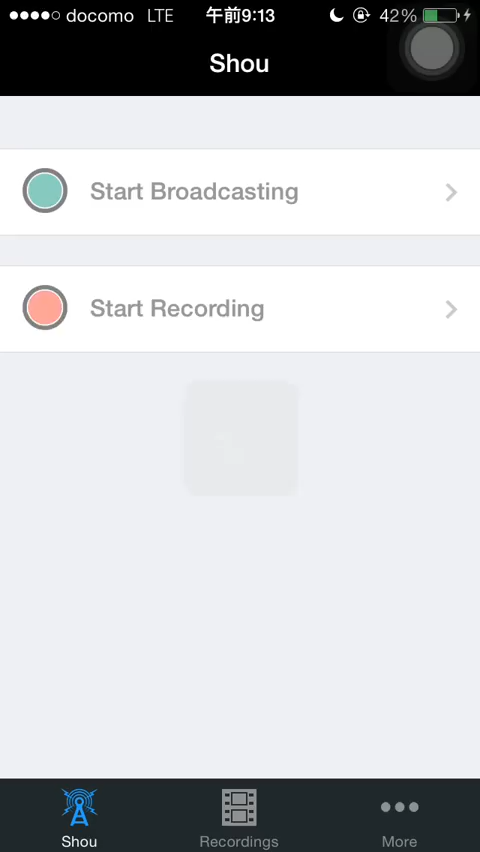 docomo LTE 午前9:13 42%
Shou
Start Broadcasting
Start Recording
Shou Recordings More